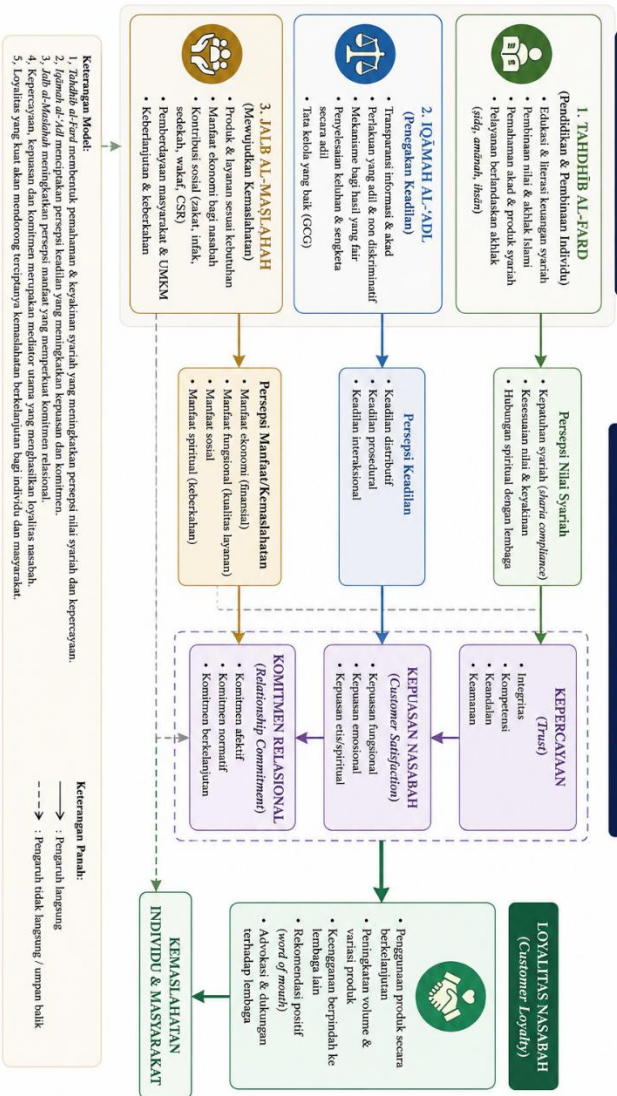 1. TAHDHĪB AL-FARD
(Pendidikan & Pembinaan Individu)
• Edukasi & literasi keuangan syariah
• Pembinaan nilai & akhlak Islami
• Pemahaman akad & produk syariah
• Pelayanan berlandaskan akhlak
(ṣidq, amānah, iḥsān)
2. IQĀMAH AL-'ADL
(Penegakan Keadilan)
• Transparansi informasi & akad
• Perlakuan yang adil & non diskriminatif
• Mekanisme bagi hasil yang fair
• Penyelesaian keluhan & sengketa
secara adil
• Tata kelola yang baik (GCG)
3. JALB AL-MAṢLAHAH
(Mewujudkan Kemaslahatan)
• Produk & layanan sesuai kebutuhan
• Manfaat ekonomi bagi nasabah
• Kontribusi sosial (zakat, infak,
sedekah, wakaf, CSR)
• Pemberdayaan masyarakat & UMKM
• Keberlanjutan & keberkahan
Persepsi Nilai Syariah
• Kepatuhan syariah (sharia compliance)
• Kesesuaian nilai & keyakinan
• Hubungan spiritual dengan lembaga
Persepsi Keadilan
• Keadilan distributif
• Keadilan prosedural
• Keadilan interaksional
Persepsi Manfaat/Kemaslahatan
• Manfaat ekonomi (finansial)
• Manfaat fungsional (kualitas layanan)
• Manfaat sosial
• Manfaat spiritual (keberkahan)
KEPERCAYAAN
(Trust)
• Integritas
• Kompetensi
• Keandalan
• Keamanan
KEPUASAN NASABAH
(Customer Satisfaction)
• Kepuasan fungsional
• Kepuasan emosional
• Kepuasan etis/spiritual
KOMITMEN RELASIONAL
(Relationship Commitment)
• Komitmen afektif
• Komitmen normatif
• Komitmen berkelanjutan
LOYALITAS NASABAH
(Customer Loyalty)
• Penggunaan produk secara
berkelanjutan
• Peningkatan volume &
variasi produk
• Keengganan berpindah ke
lembaga lain
• Rekomendasi positif
(word of mouth)
• Advokasi & dukungan
terhadap lembaga
KEMASLAHATAN
INDIVIDU & MASYARAKAT
Keterangan Model:
1, Tahdhib al-Fard membentuk pemahaman & keyakinan syariah yang meningkatkan persepsi nilai syariah dan kepercayaan.
2, Iqāmah al-'Adl menciptakan persepsi keadilan yang meningkatkan kepuasan dan komitmen.
3, Jalb al-Maslahah meningkatkan persepsi manfaat yang memperkuat komitmen relasional.
4, Kepercayaan, kepuasan dan komitmen merupakan mediator utama yang menghasilkan loyalitas nasabah.
5, Loyalitas yang kuat akan mendorong terciptanya kemaslahatan berkelanjutan bagi individu dan masyarakat.
Keterangan Panah:
: Pengaruh langsung
: Pengaruh tidak langsung / umpan balik